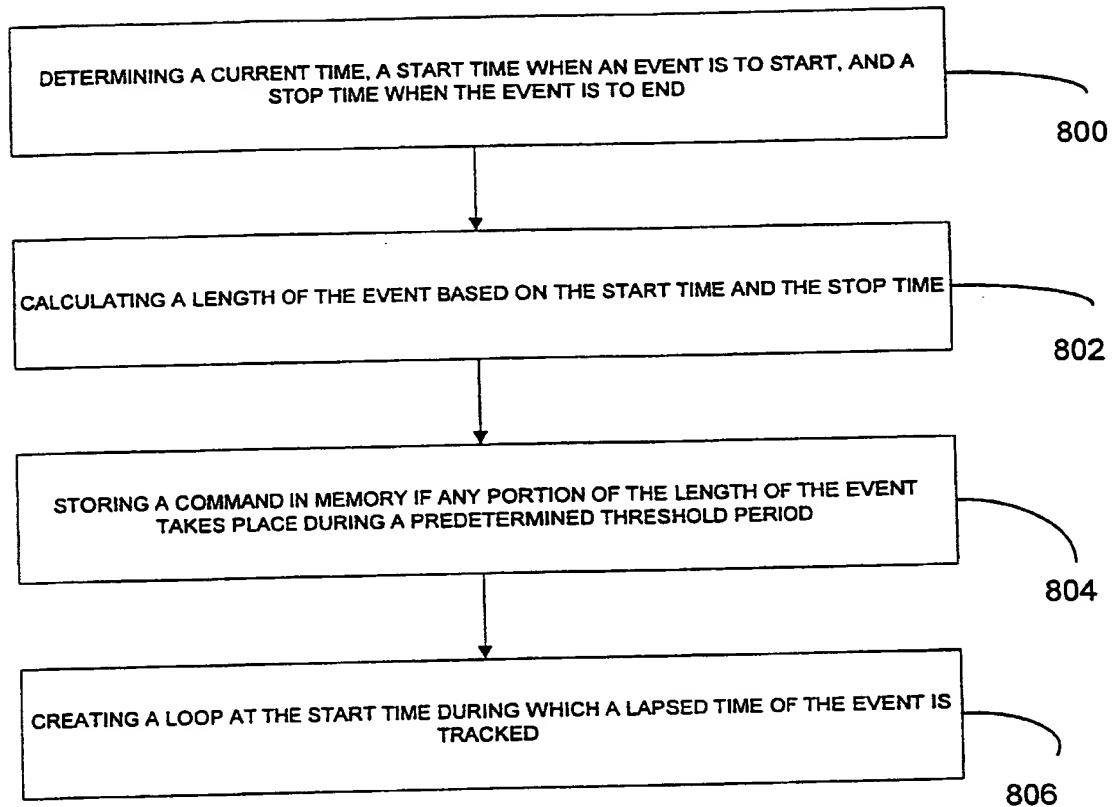 DETERMINING A CURRENT TIME, A START TIME WHEN AN EVENT IS TO START, AND A
STOP TIME WHEN THE EVENT IS TO END
800
CALCULATING A LENGTH OF THE EVENT BASED ON THE START TIME AND THE STOP TIME
802
STORING A COMMAND IN MEMORY IF ANY PORTION OF THE LENGTH OF THE EVENT
TAKES PLACE DURING A PREDETERMINED THRESHOLD PERIOD
804
CREATING A LOOP AT THE START TIME DURING WHICH A LAPSED TIME OF THE EVENT IS
TRACKED
806